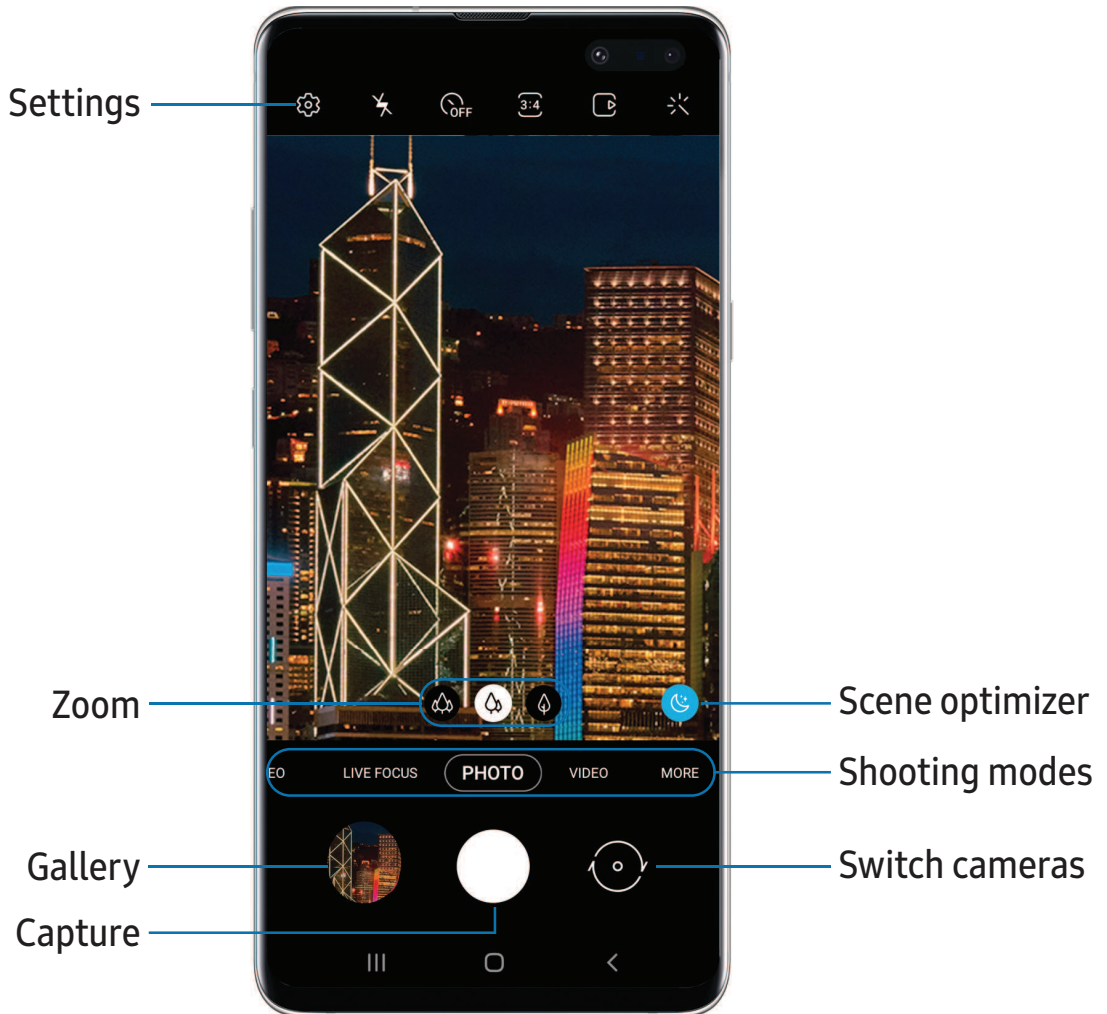 Settings
OFF
3:4
Zoom
Scene optimizer
EO
LIVE FOCUS
PHOTO
VIDEO
MORE
Shooting modes
Gallery
Switch cameras
Capture